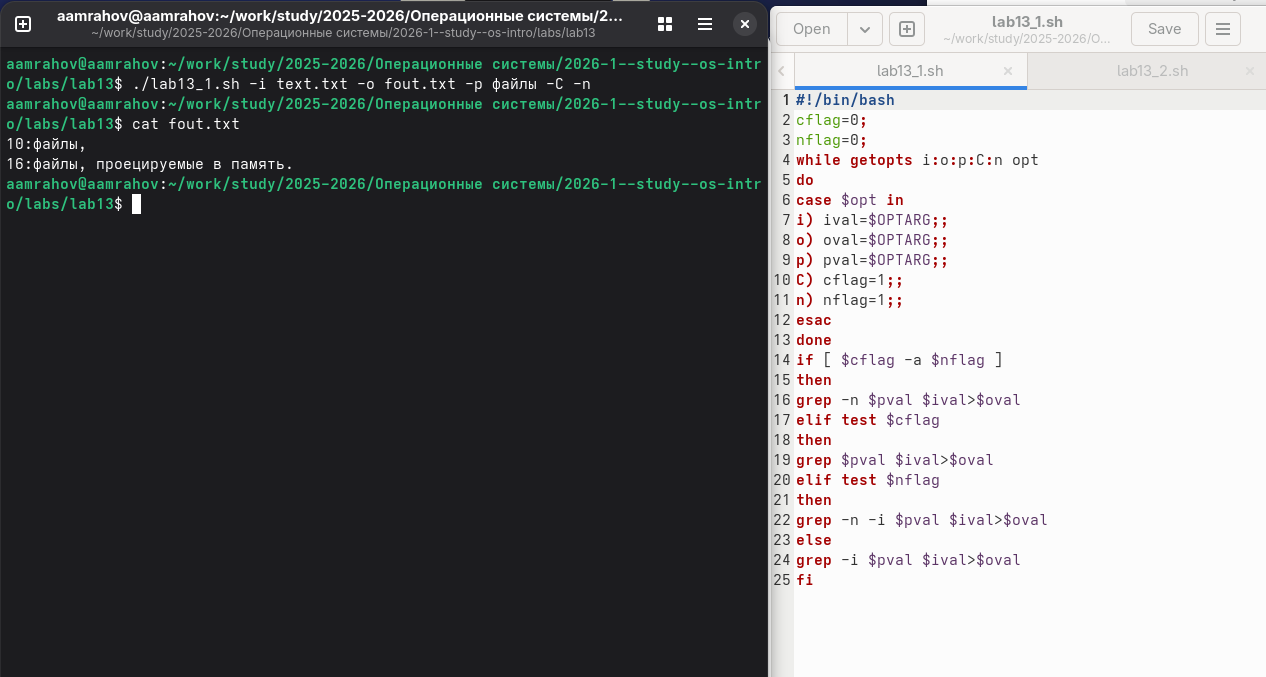 aamrahov@aamrahov:~/work/study/2025-2026/Операционные системы/2...
~/work/study/2025-2026/Операционные системы/2026-1--study--os-intro/labs/lab13
aamrahov@aamrahov:~/work/study/2025-2026/Операционные системы/2026-1--study--os-intr
o/labs/lab13$ ./lab13_1.sh -i text.txt -o fout.txt -p файлы -C -n
aamrahov@aamrahov:~/work/study/2025-2026/Операционные системы/2026-1--study--os-intr
o/labs/lab13$ cat fout.txt
10:файлы,
16:файлы, проецируемые в память.
aamrahov@aamrahov:~/work/study/2025-2026/Операционные системы/2026-1--study--os-intr
o/labs/lab13$
Open
lab13_1.sh
~/work/study/2025-2026/О...
Save
lab13_1.sh
lab13_2.sh
1 #!/bin/bash
2 cflag=0;
3 nflag=0;
4 while getopts i:o:p:C:n opt
5 do
6 case $opt in
7 i) ival=$OPTARG;;
8 o) oval=$OPTARG;;
9 p) pval=$OPTARG;;
10 C) cflag=1;;
11 n) nflag=1;;
12 esac
13 done
14 if [ $cflag -a $nflag ]
15 then
16 grep -n $pval $ival>$oval
17 elif test $cflag
18 then
19 grep $pval $ival>$oval
20 elif test $nflag
21 then
22 grep -n -i $pval $ival>$oval
23 else
24 grep -i $pval $ival>$oval
25 fi